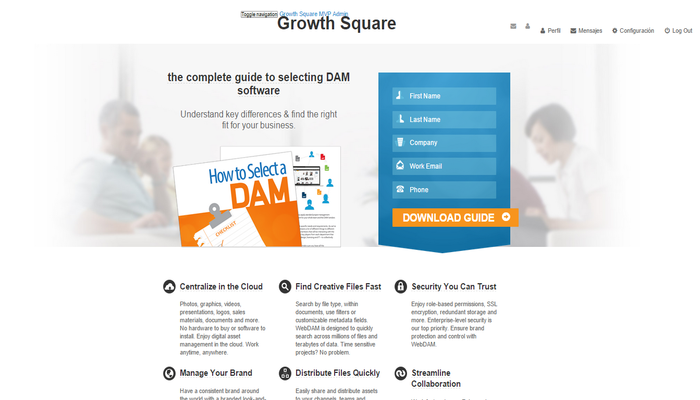 Toggle navigation Growth Square MVP Admin
Growth Square
Perfil Mensajes Configuración Log Out
the complete guide to selecting DAM
software
Understand key differences & find the right
fit for your business.
How to Select a
DAM
CHECKLIST
First Name
Last Name
Company
Work Email
Phone
DOWNLOAD GUIDE
Centralize in the Cloud
Photos, graphics, videos,
presentations, logos, sales
materials, documents and more.
No hardware to buy or software to
install. Enjoy digital asset
management in the cloud. Work
anytime, anywhere.
Find Creative Files Fast
Search by file type, within
documents, use filters or
customizable metadata fields.
WebDAM is designed to quickly
search across millions of files and
terabytes of data. Time sensitive
projects? No problem.
Security You Can Trust
Enjoy role-based permissions, SSL
encryption, redundant storage and
more. Enterprise-level security is
our top priority. Ensure brand
protection and control with
WebDAM.
Manage Your Brand
Have a consistent brand around
the world with a branded look-and-
Distribute Files Quickly
Easily share and distribute assets
to your channels, teams and
Streamline
Collaboration